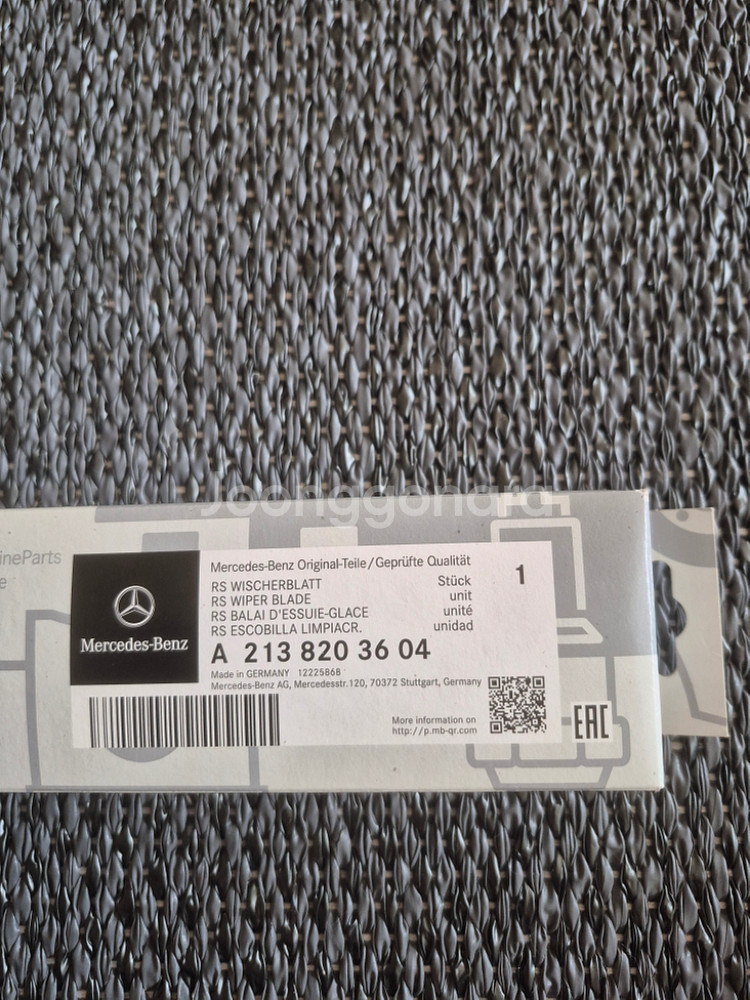 Joonggonara
ineParts
e
Mercedes-Benz
Mercedes-Benz Original-Teile/Geprüfte Qualität
RS WISCHERBLATT Stück 1
RS WIPER BLADE unit
RS BALAI D'ESSUIE-GLACE unité
RS ESCOBILLA LIMPIACR. unidad
A 213 820 36 04
Made in GERMANY 12225868
Mercedes-Benz AG, Mercedesstr.120, 70372 Stuttgart, Germany
More information on
http://p.mb-qr.com
EAC